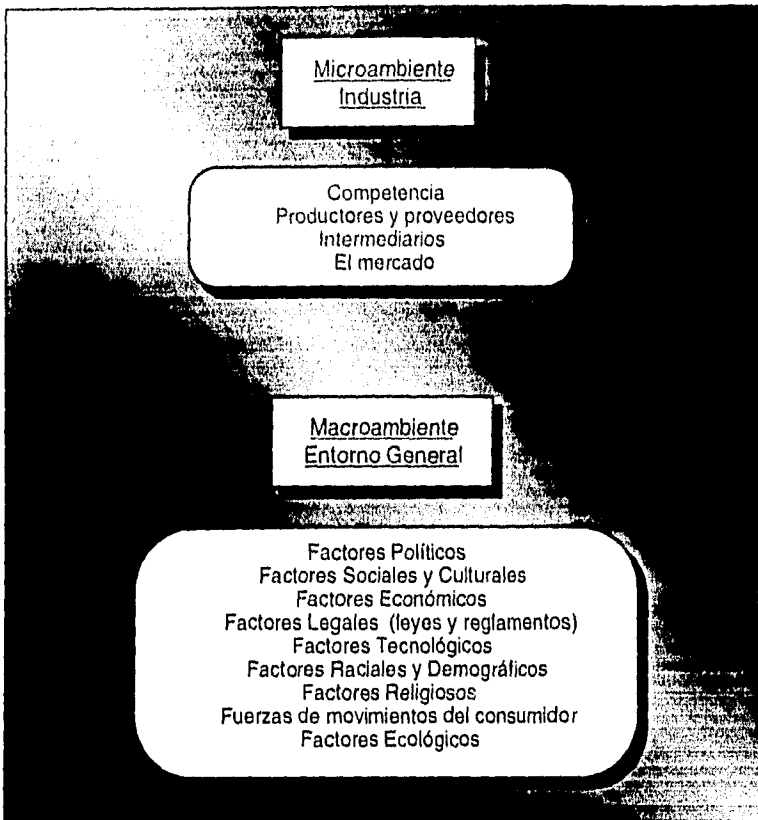 Microambiente
Industria
Competencia
Productores y proveedores
Intermediarios
El mercado
Macroambiente
Entorno General
Factores Políticos
Factores Sociales y Culturales
Factores Económicos
Factores Legales (leyes y reglamentos)
Factores Tecnológicos
Factores Raciales y Demográficos
Factores Religiosos
Fuerzas de movimientos del consumidor
Factores Ecológicos